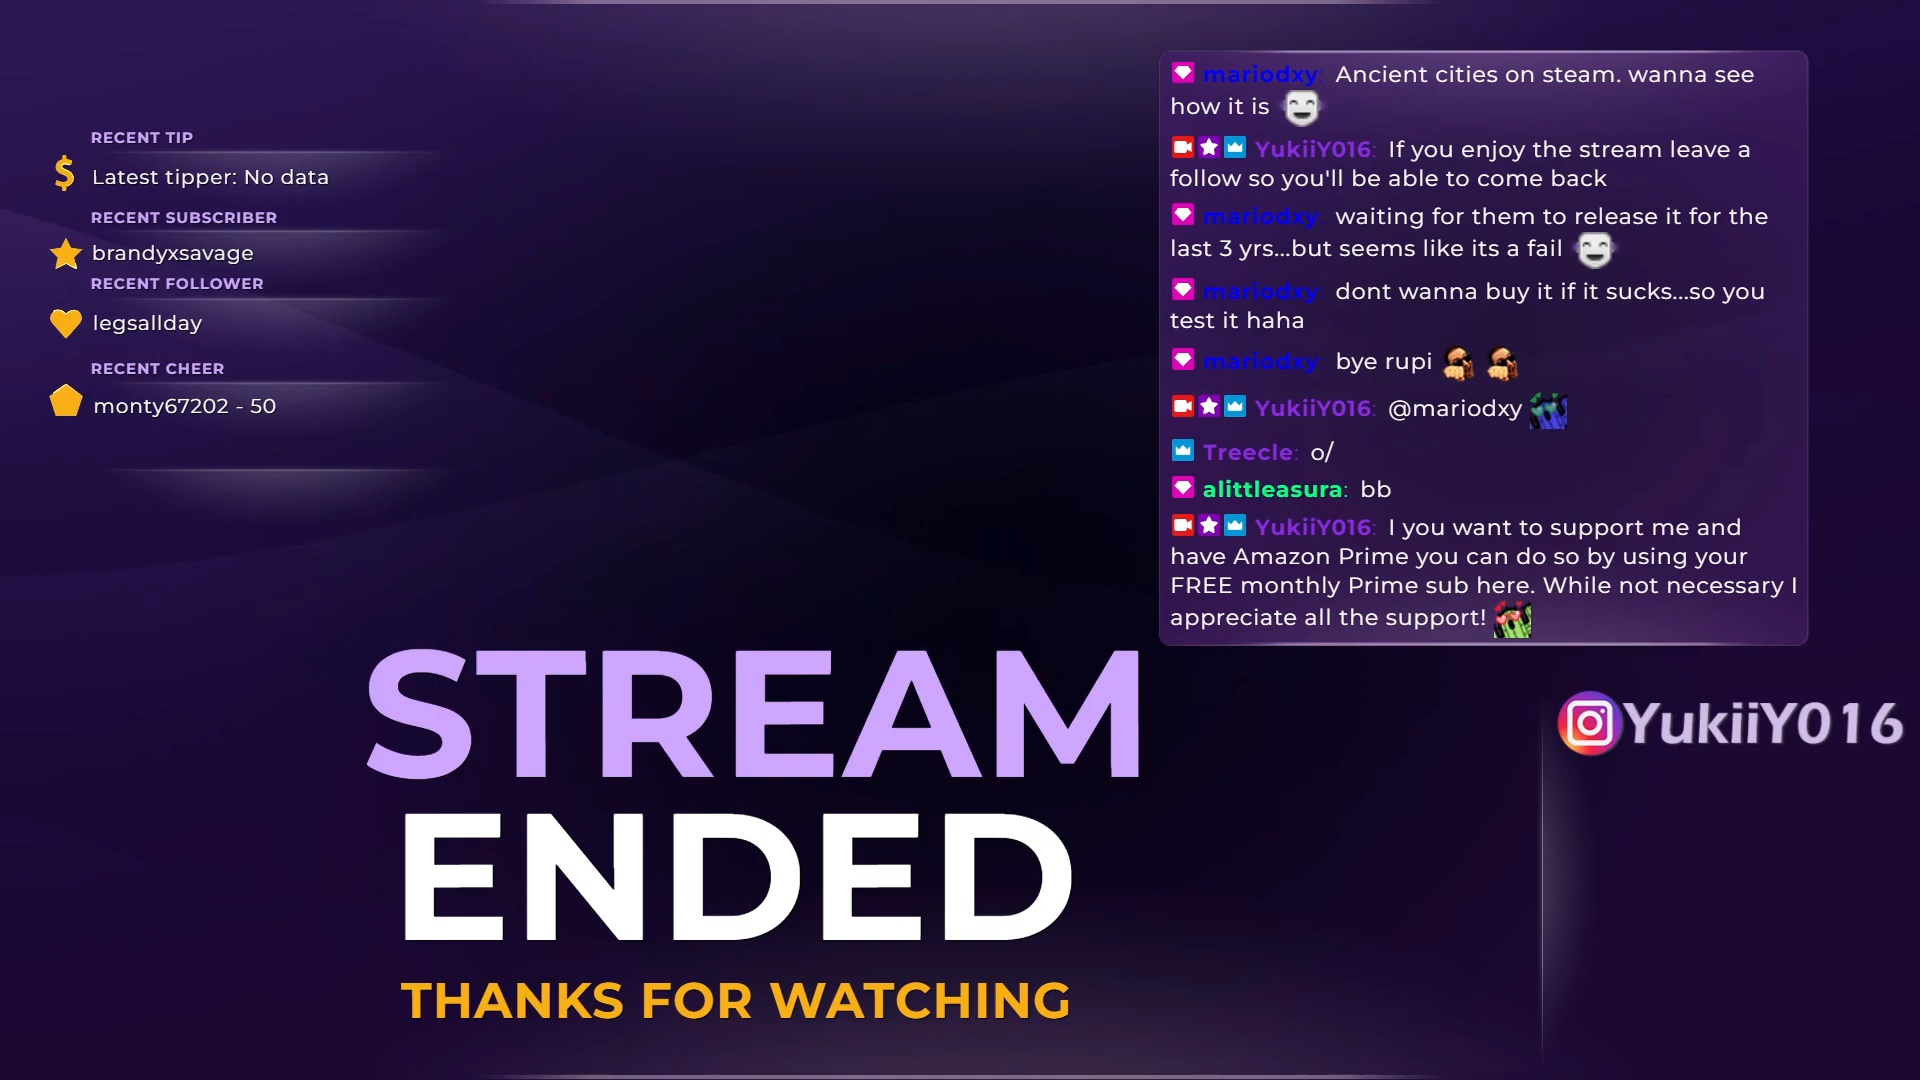 RECENT TIP
Latest tipper: No data
RECENT SUBSCRIBER
brandyxsavage
RECENT FOLLOWER
legsallday
RECENT CHEER
monty67202 - 50
mariodxy: Ancient cities on steam. wanna see
how it is
YukiiY016: If you enjoy the stream leave a
follow so you'll be able to come back
mariodxy: waiting for them to release it for the
last 3 yrs...but seems like its a fail
mariodxy: dont wanna buy it if it sucks...so you
test it haha
mariodxy: bye rupi
YukiiY016: @mariodxy
Treecle: o/
alittleasura: bb
YukiiY016: I you want to support me and
have Amazon Prime you can do so by using your
FREE monthly Prime sub here. While not necessary I
appreciate all the support!
STREAM
ENDED
THANKS FOR WATCHING
YukiiY016